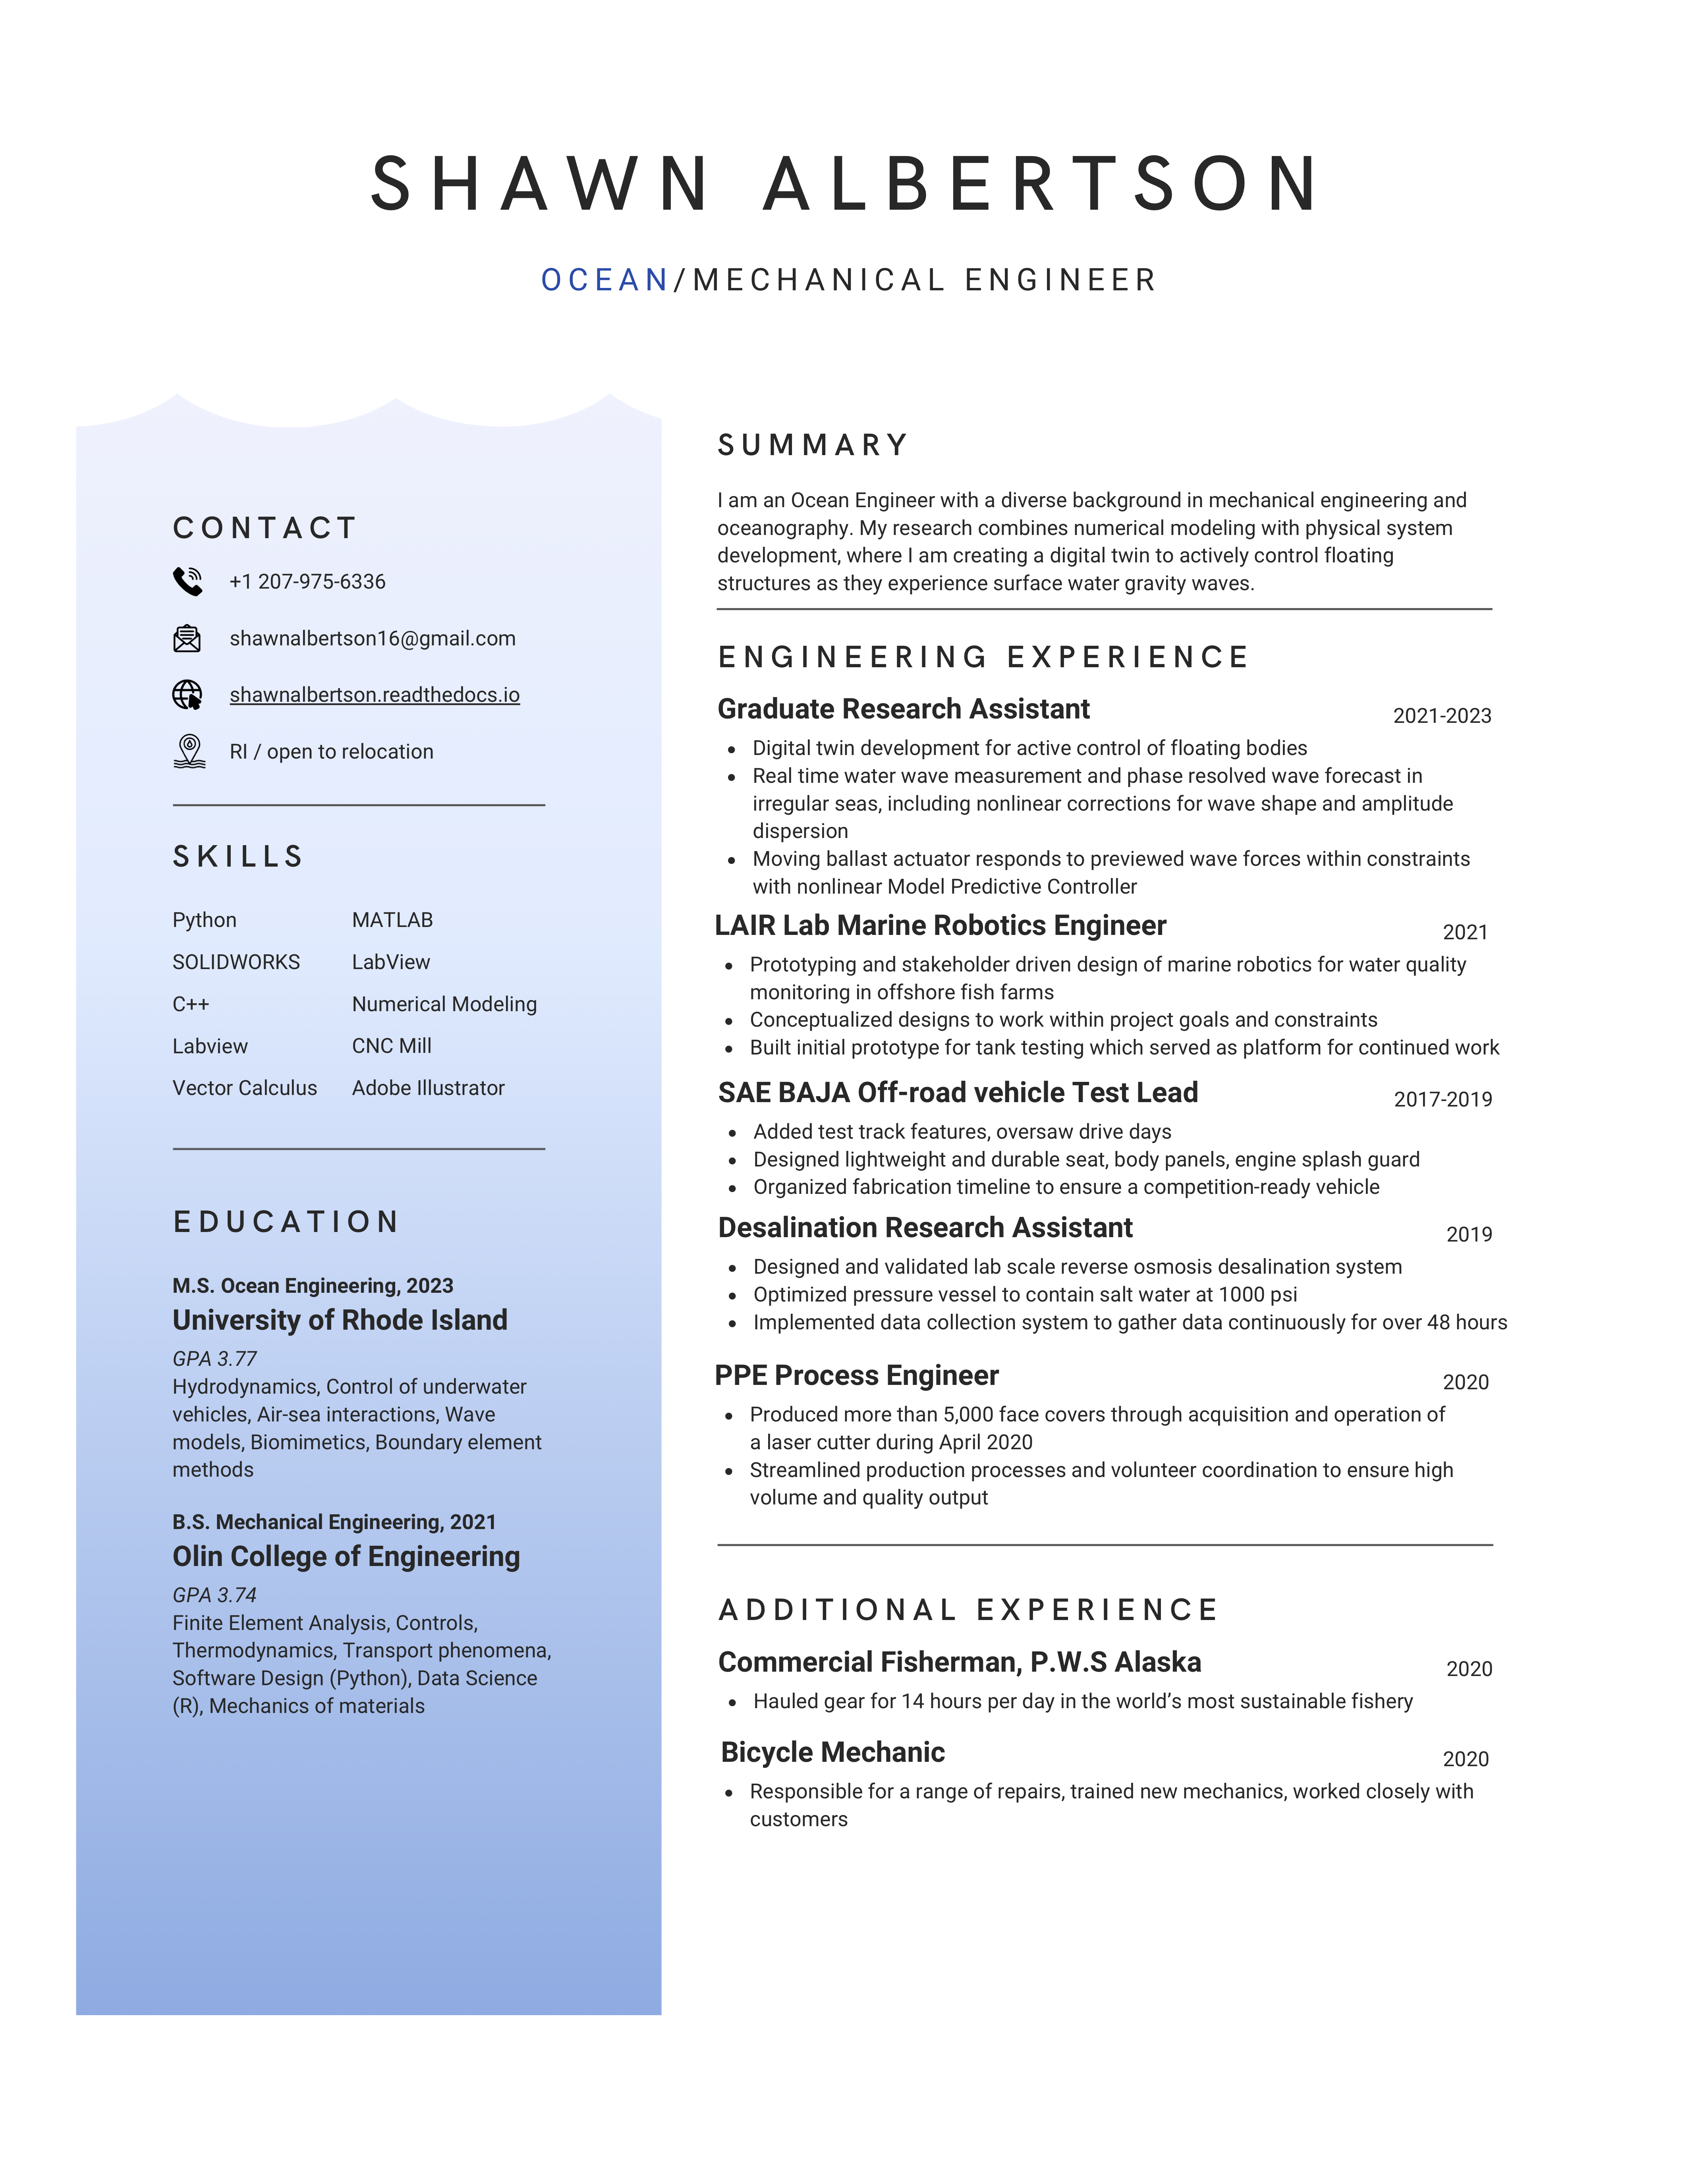 SHAWN ALBERTSON
OCEAN/MECHANICAL ENGINEER
CONTACT
+1 207-975-6336
shawnalbertson16@gmail.com
shawnalbertson.readthedocs.io
RI / open to relocation
SKILLS
Python MATLAB
SOLIDWORKS LabView
C++ Numerical Modeling
Labview CNC Mill
Vector Calculus Adobe Illustrator
EDUCATION
M.S. Ocean Engineering, 2023
University of Rhode Island
GPA 3.77
Hydrodynamics, Control of underwater
vehicles, Air-sea interactions, Wave
models, Biomimetics, Boundary element
methods
B.S. Mechanical Engineering, 2021
Olin College of Engineering
GPA 3.74
Finite Element Analysis, Controls,
Thermodynamics, Transport phenomena,
Software Design (Python), Data Science
(R), Mechanics of materials
SUMMARY
I am an Ocean Engineer with a diverse background in mechanical engineering and
oceanography. My research combines numerical modeling with physical system
development, where I am creating a digital twin to actively control floating
structures as they experience surface water gravity waves.
ENGINEERING EXPERIENCE
Graduate Research Assistant 2021-2023
• Digital twin development for active control of floating bodies
• Real time water wave measurement and phase resolved wave forecast in
irregular seas, including nonlinear corrections for wave shape and amplitude
dispersion
• Moving ballast actuator responds to previewed wave forces within constraints
with nonlinear Model Predictive Controller
LAIR Lab Marine Robotics Engineer 2021
• Prototyping and stakeholder driven design of marine robotics for water quality
monitoring in offshore fish farms
• Conceptualized designs to work within project goals and constraints
• Built initial prototype for tank testing which served as platform for continued work
SAE BAJA Off-road vehicle Test Lead 2017-2019
• Added test track features, oversaw drive days
• Designed lightweight and durable seat, body panels, engine splash guard
• Organized fabrication timeline to ensure a competition-ready vehicle
Desalination Research Assistant 2019
• Designed and validated lab scale reverse osmosis desalination system
• Optimized pressure vessel to contain salt water at 1000 psi
• Implemented data collection system to gather data continuously for over 48 hours
PPE Process Engineer 2020
• Produced more than 5,000 face covers through acquisition and operation of
a laser cutter during April 2020
• Streamlined production processes and volunteer coordination to ensure high
volume and quality output
ADDITIONAL EXPERIENCE
Commercial Fisherman, P.W.S Alaska 2020
• Hauled gear for 14 hours per day in the world’s most sustainable fishery
Bicycle Mechanic 2020
• Responsible for a range of repairs, trained new mechanics, worked closely with
customers